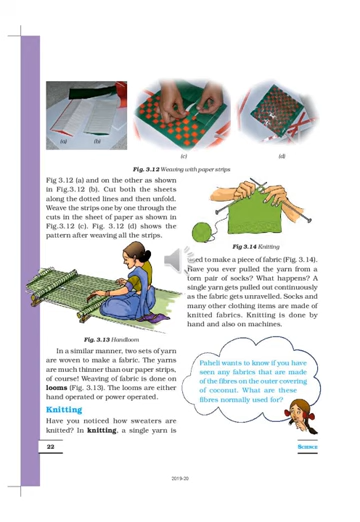 (a)
(b)
(c)
(d)
Fig. 3.12 Weaving with paper strips
Fig 3.12 (a) and on the other as shown
in Fig.3.12 (b). Cut both the sheets
along the dotted lines and then unfold.
Weave the strips one by one through the
cuts in the sheet of paper as shown in
Fig.3.12 (c). Fig. 3.12 (d) shows the
pattern after weaving all the strips.
Fig. 3.13 Handloom
In a similar manner, two sets of yarn
are woven to make a fabric. The yarns
are much thinner than our paper strips,
of course! Weaving of fabric is done on
looms (Fig. 3.13). The looms are either
hand operated or power operated.
Knitting
Have you noticed how sweaters are
knitted? In knitting, a single yarn is
Fig 3.14 Knitting
used to make a piece of fabric (Fig. 3.14).
Have you ever pulled the yarn from a
torn pair of socks? What happens? A
single yarn gets pulled out continuously
as the fabric gets unravelled. Socks and
many other clothing items are made of
knitted fabrics. Knitting is done by
hand and also on machines.
Paheli wants to know if you have
seen any fabrics that are made
of the fibres on the outer covering
of coconut. What are these
fibres normally used for?
22
SCIENCE
2019-20